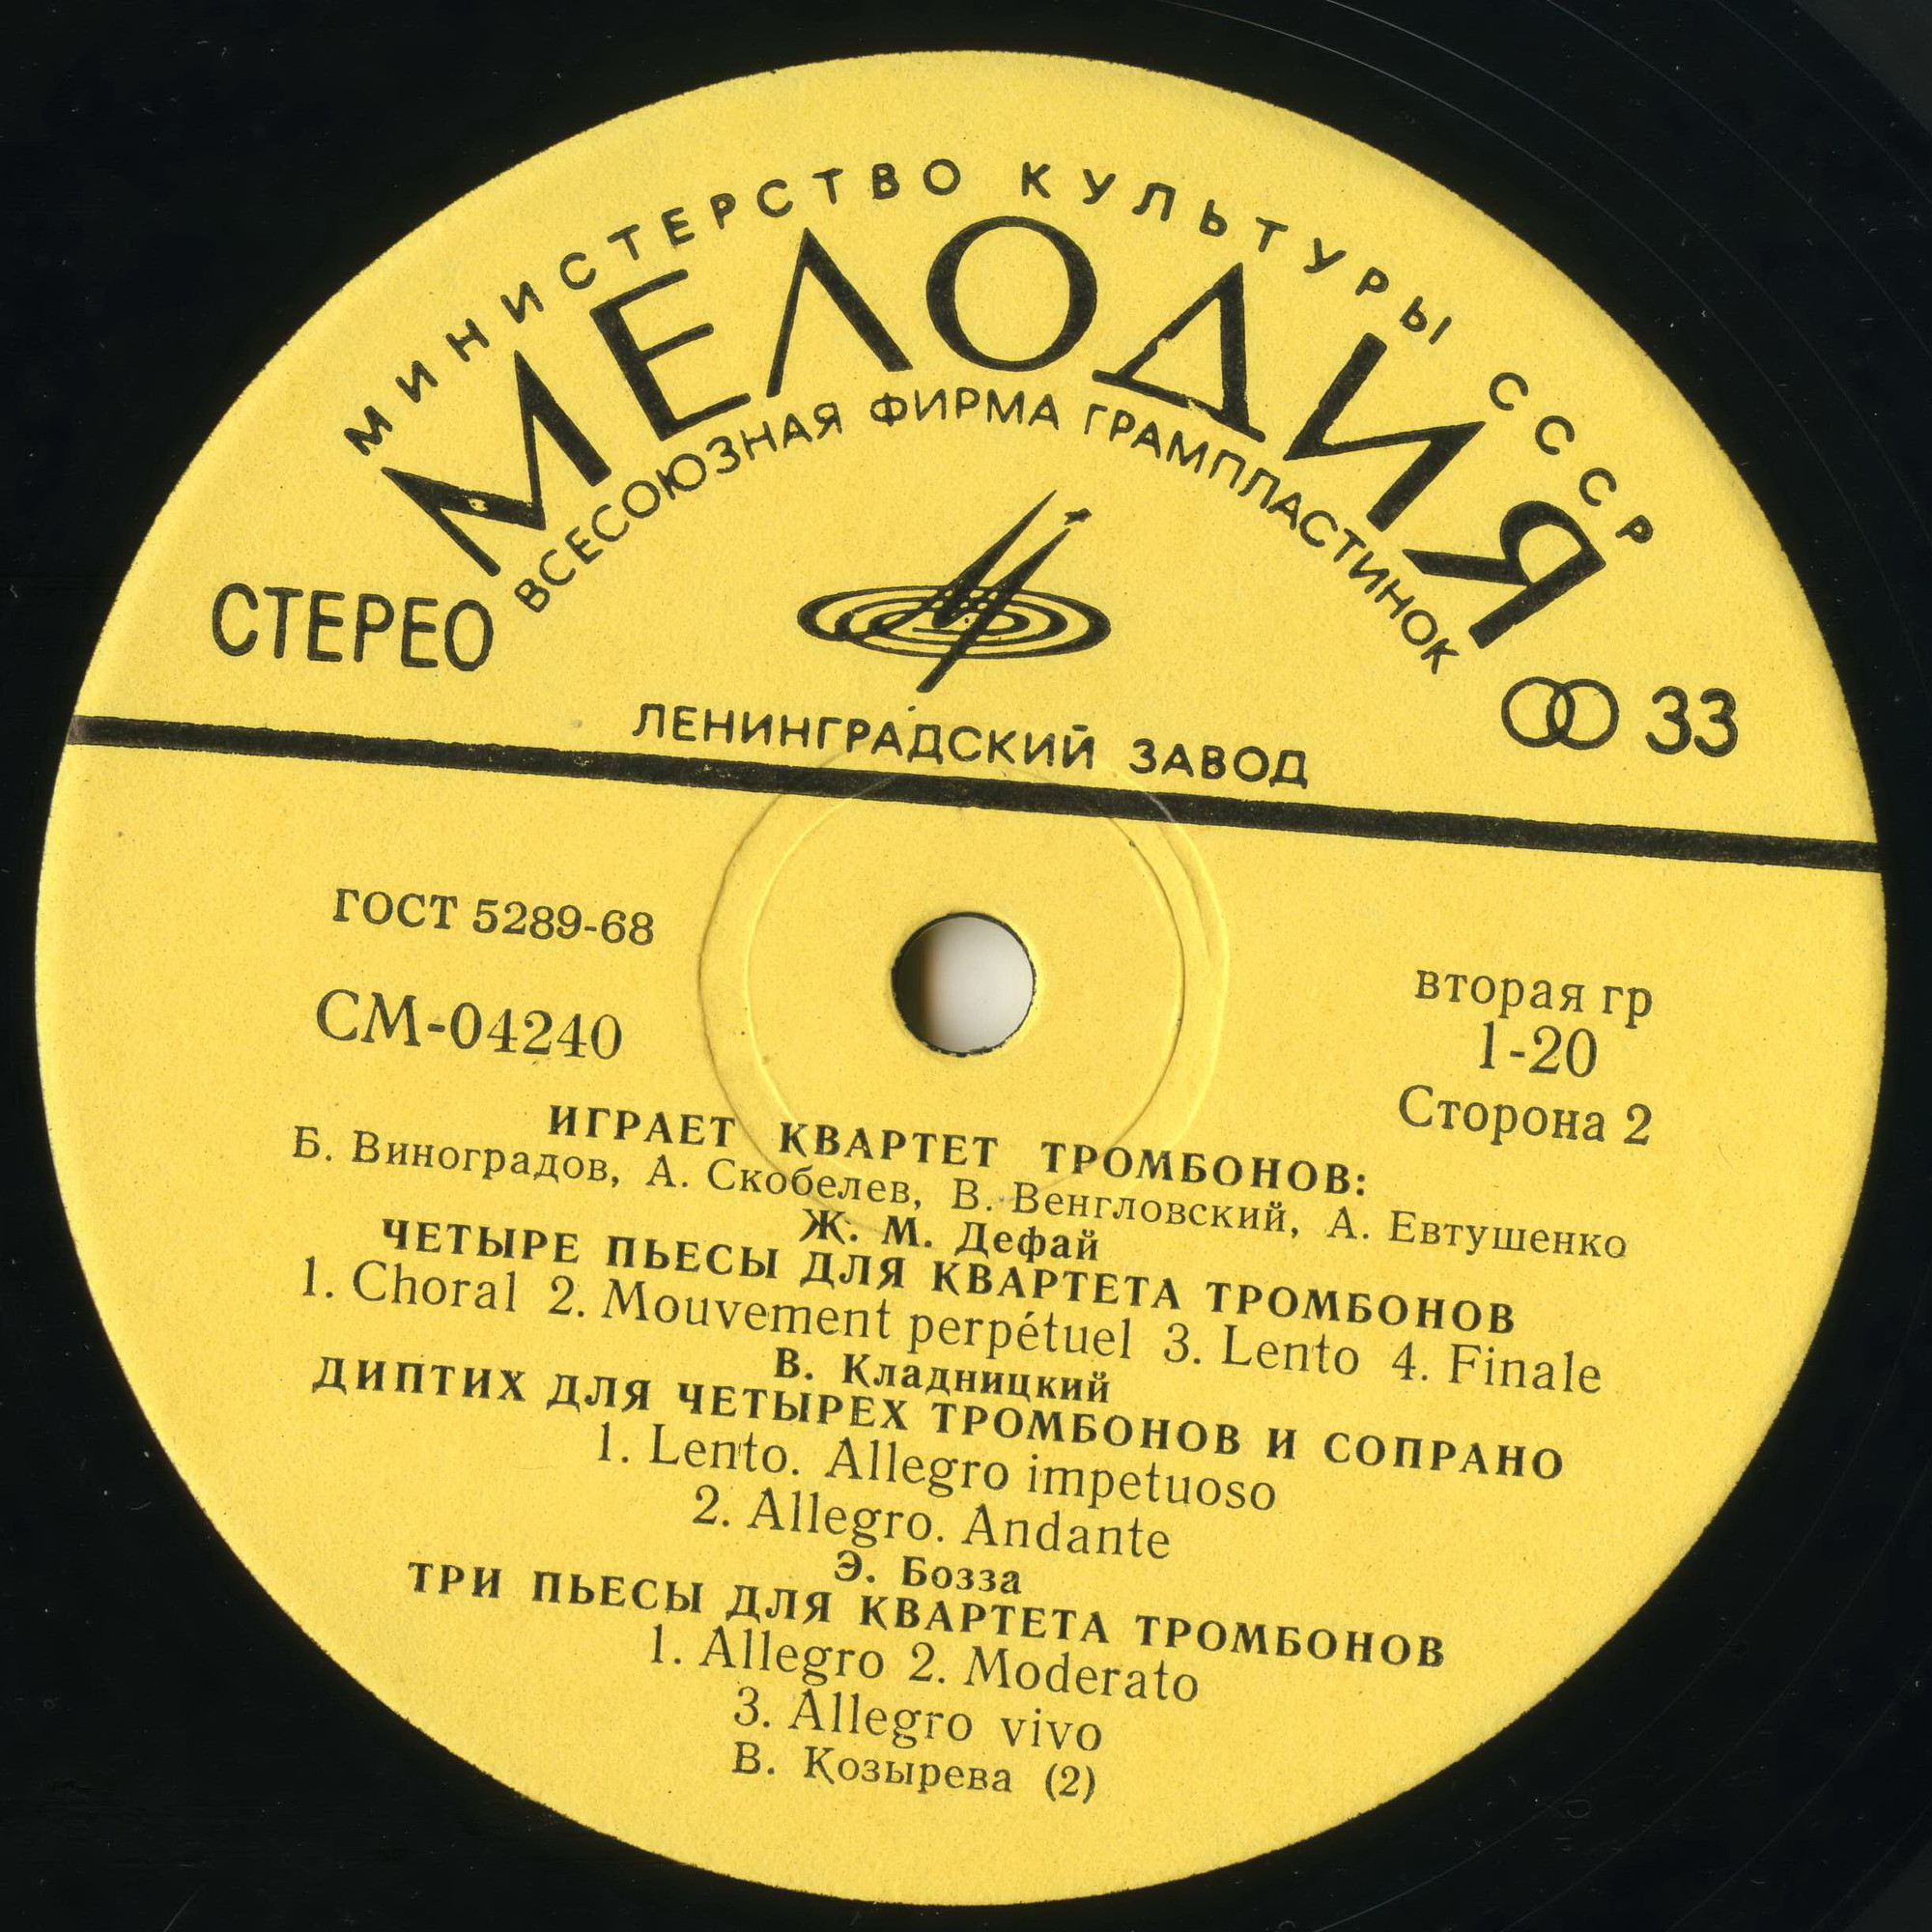 МИНИСТЕРСТВО КУЛЬТУРЫ СССР
МЕЛОДИЯ
ВСЕСОЮЗНАЯ ФИРМА ГРАМПЛАСТИНОК
СТЕРЕО
33
ЛЕНИНГРАДСКИЙ ЗАВОД
ГОСТ 5289-68
СМ-04240
вторая гр
1-20
Сторона 2
ИГРАЕТ КВАРТЕТ ТРОМБОНОВ:
Б. Виноградов, А. Скобелев, В. Венгловский, А. Евтушенко
Ж. М. Дефай
ЧЕТЫРЕ ПЬЕСЫ ДЛЯ КВАРТЕТА ТРОМБОНОВ
1. Choral 2. Mouvement perpétuel 3. Lento 4. Finale
В. Кладницкий
ДИПТИХ ДЛЯ ЧЕТЫРЕХ ТРОМБОНОВ И СОПРАНО
1. Lento. Allegro impetuoso
2. Allegro. Andante
Э. Бозза
ТРИ ПЬЕСЫ ДЛЯ КВАРТЕТА ТРОМБОНОВ
1. Allegro 2. Moderato
3. Allegro vivo
В. Козырева (2)